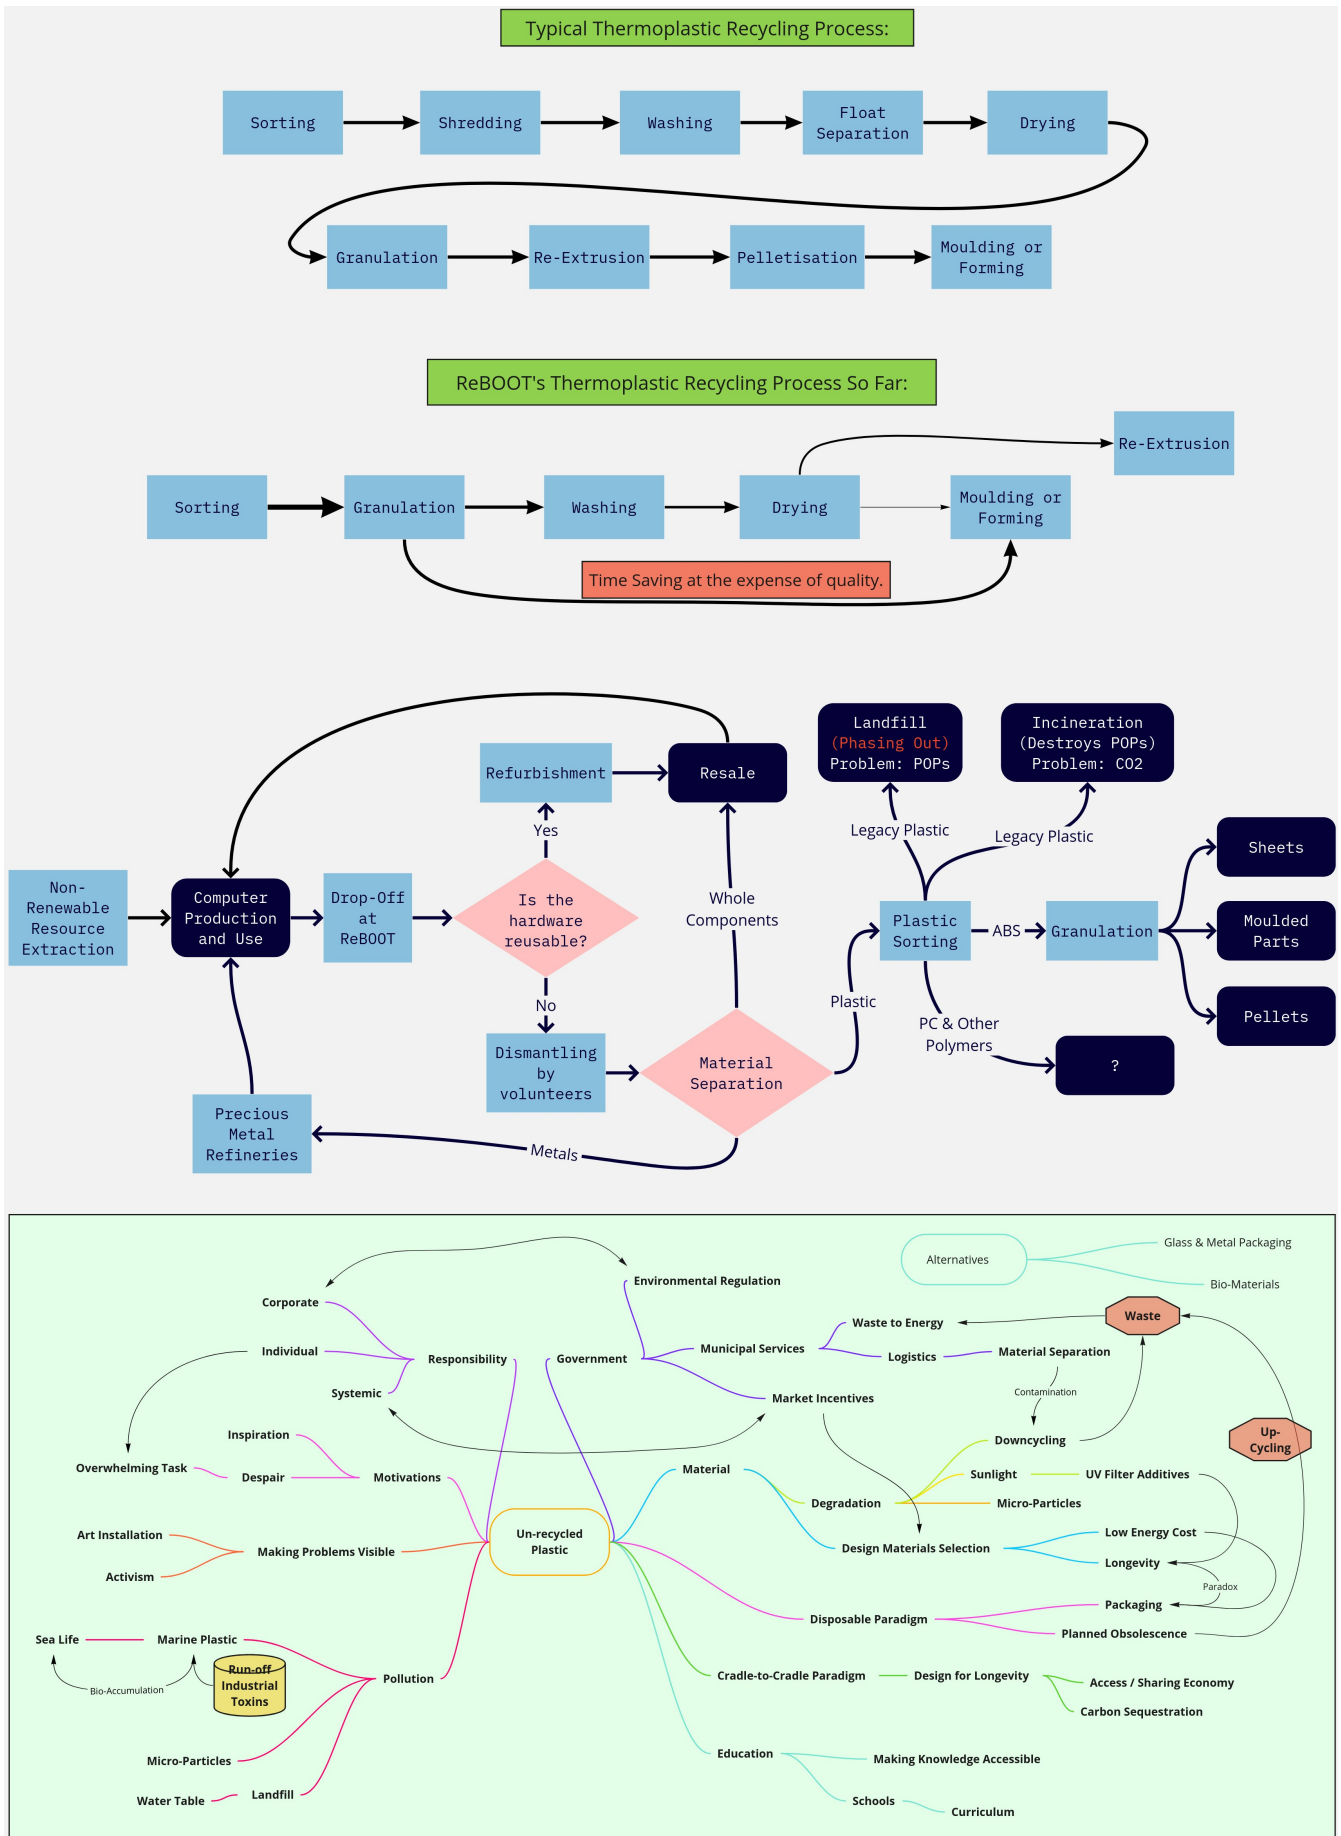 Typical Thermoplastic Recycling Process:
Sorting
Shredding
Washing
Float
Separation
Drying
Granulation
Re-Extrusion
Pelletisation
Moulding or
Forming
ReBOOT's Thermoplastic Recycling Process So Far:
Re-Extrusion
Sorting
Granulation
Washing
Drying
Moulding or
Forming
Time Saving at the expense of quality.
Landfill
(Phasing Out)
Problem: POPs
Incineration
(Destroys POPs)
Problem: CO2
Refurbishment
Resale
Yes
Legacy Plastic
Legacy Plastic
Sheets
Non-
Renewable
Resource
Extraction
Computer
Production
and Use
Drop-Off
at
ReBOOT
Is the
hardware
reusable?
Whole
Components
Plastic
Sorting
ABS
Granulation
Moulded
Parts
No
Plastic
PC & Other
Polymers
Pellets
Dismantling
by
volunteers
Material
Separation
?
Precious
Metal
Refineries
Metals
Alternatives
Glass & Metal Packaging
Bio-Materials
Environmental Regulation
Corporate
Individual
Systemic
Responsibility
Government
Municipal Services
Waste to Energy
Logistics
Material Separation
Waste
Contamination
Market Incentives
Downcycling
Up-
Cycling
Inspiration
Overwhelming Task
Despair
Motivations
Material
Degradation
Sunlight
UV Filter Additives
Micro-Particles
Un-recycled
Plastic
Art Installation
Making Problems Visible
Activism
Design Materials Selection
Low Energy Cost
Longevity
Paradox
Packaging
Disposable Paradigm
Planned Obsolescence
Sea Life
Marine Plastic
Bio-Accumulation
Run-off
Industrial
Toxins
Pollution
Cradle-to-Cradle Paradigm
Design for Longevity
Access / Sharing Economy
Carbon Sequestration
Micro-Particles
Water Table
Landfill
Education
Making Knowledge Accessible
Schools
Curriculum